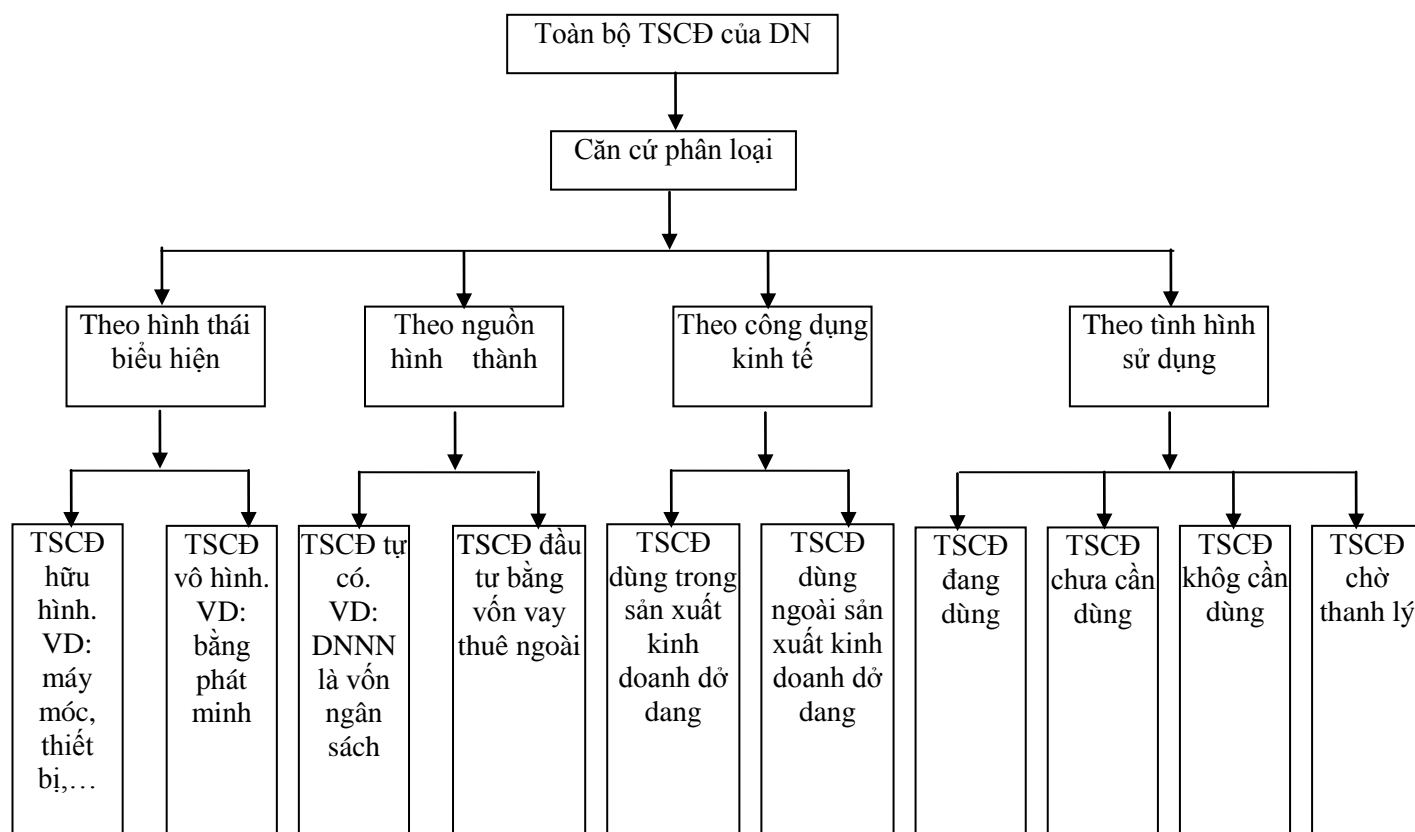 Toàn bộ TSCĐ của DN
Căn cứ phân loại
Theo hình thái
biểu hiện
Theo nguồn
hình thành
Theo công dụng
kinh tế
Theo tình hình
sử dụng
TSCĐ
hữu
hình.
VD:
máy
móc,
thiết
bị,…
TSCĐ
vô hình.
VD:
bằng
phát
minh
TSCĐ tự
có.
VD:
DNNN
là vốn
ngân
sách
TSCĐ đầu
tư bằng
vốn vay
thuê ngoài
TSCĐ
dùng trong
sản xuất
kinh
doanh dở
dang
TSCĐ
dùng
ngoài sản
xuất kinh
doanh dở
dang
TSCĐ
đang
dùng
TSCĐ
chưa cần
dùng
TSCĐ
khôg cần
dùng
TSCĐ
chờ
thanh lý